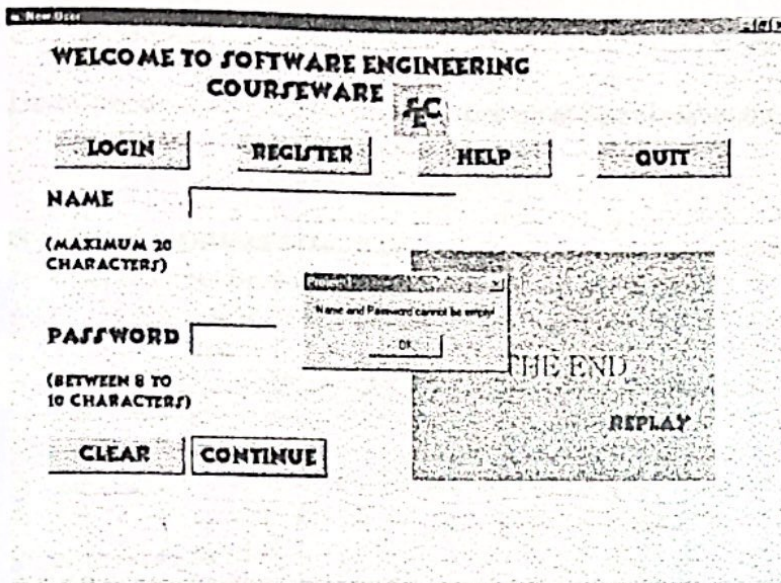 New User
WELCOME TO SOFTWARE ENGINEERING
COURSEWARE
SEC
LOGIN REGISTER HELP QUIT
NAME
(MAXIMUM 20
CHARACTERS)
Project1
Name and Password cannot be empty!
OK
PASSWORD
THE END
(BETWEEN 8 TO
10 CHARACTERS)
REPLAY
CLEAR CONTINUE